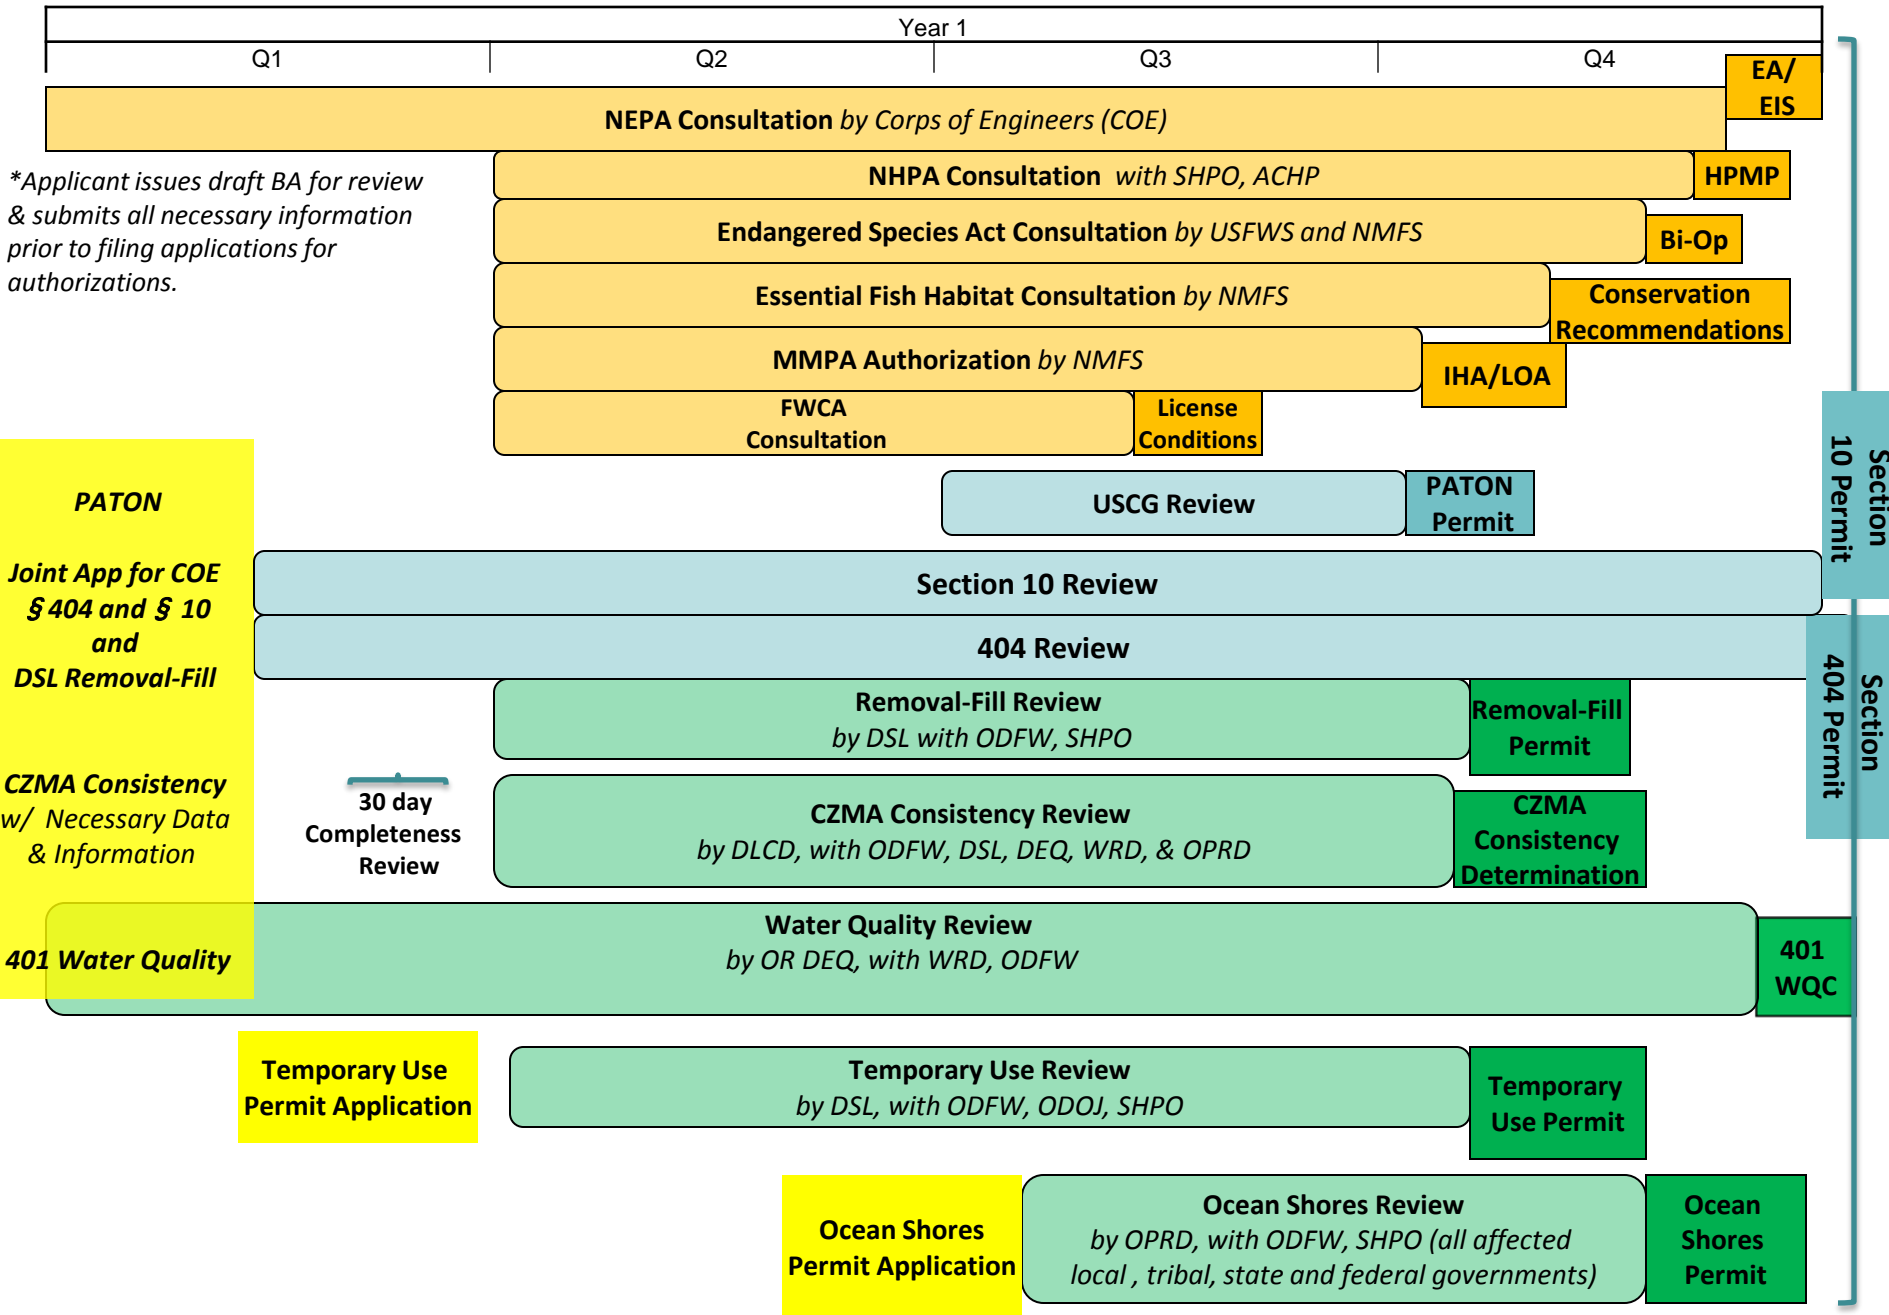 Year 1
Q1
Q2
Q3
Q4
EA/
EIS
NEPA Consultation by Corps of Engineers (COE)
*Applicant issues draft BA for review
& submits all necessary information
prior to filing applications for
authorizations.
NHPA Consultation with SHPO, ACHP
HPMP
Endangered Species Act Consultation by USFWS and NMFS
Bi-Op
Essential Fish Habitat Consultation by NMFS
Conservation
Recommendations
MMPA Authorization by NMFS
IHA/LOA
FWCA
Consultation
License
Conditions
Section
10 Permit
PATON
USCG Review
PATON
Permit
Joint App for COE
§ 404 and § 10
and
DSL Removal-Fill
Section 10 Review
404 Review
Section
404 Permit
Removal-Fill Review
by DSL with ODFW, SHPO
Removal-Fill
Permit
CZMA Consistency
w/ Necessary Data
& Information
30 day
Completeness
Review
CZMA Consistency Review
by DLCD, with ODFW, DSL, DEQ, WRD, & OPRD
CZMA
Consistency
Determination
401 Water Quality
Water Quality Review
by OR DEQ, with WRD, ODFW
401
WQC
Temporary Use
Permit Application
Temporary Use Review
by DSL, with ODFW, ODOJ, SHPO
Temporary
Use Permit
Ocean Shores
Permit Application
Ocean Shores Review
by OPRD, with ODFW, SHPO (all affected
local , tribal, state and federal governments)
Ocean
Shores
Permit